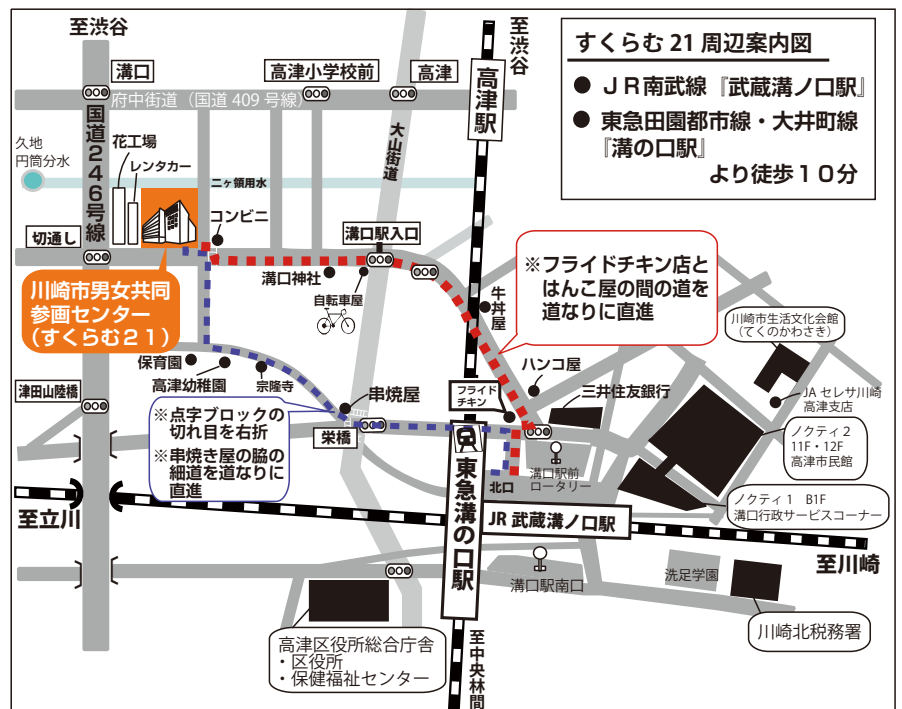 至渋谷
至渋谷
すくらむ21周辺案内図
● JR南武線『武蔵溝ノ口駅』
● 東急田園都市線・大井町線
『溝の口駅』
より徒歩10分
溝口
高津小学校前
高津
高津駅
府中街道（国道409号線）
国道246号線
大山街道
久地
円筒分水
花工場
レンタカー
二ヶ領用水
コンビニ
切通し
溝口駅入口
溝口神社
自転車屋
※フライドチキン店と
はんこ屋の間の道を
道なりに直進
牛丼屋
川崎市男女共同
参画センター
（すくらむ21）
川崎市生活文化会館
（てくのかわさき）
保育園
高津幼稚園
宗隆寺
ハンコ屋
津田山陸橋
串焼屋
フライド
チキン
三井住友銀行
JA セレサ川崎
高津支店
※点字ブロックの
切れ目を右折
※串焼き屋の脇の
細道を道なりに
直進
栄橋
ノクティ2
11F・12F
高津市民館
東急溝の口駅
北口
溝口駅前
ロータリー
ノクティ1 B1F
溝口行政サービスコーナー
至立川
JR 武蔵溝ノ口駅
至川崎
溝口駅南口
洗足学園
川崎北税務署
高津区役所総合庁舎
・区役所
・保健福祉センター
至中央林間